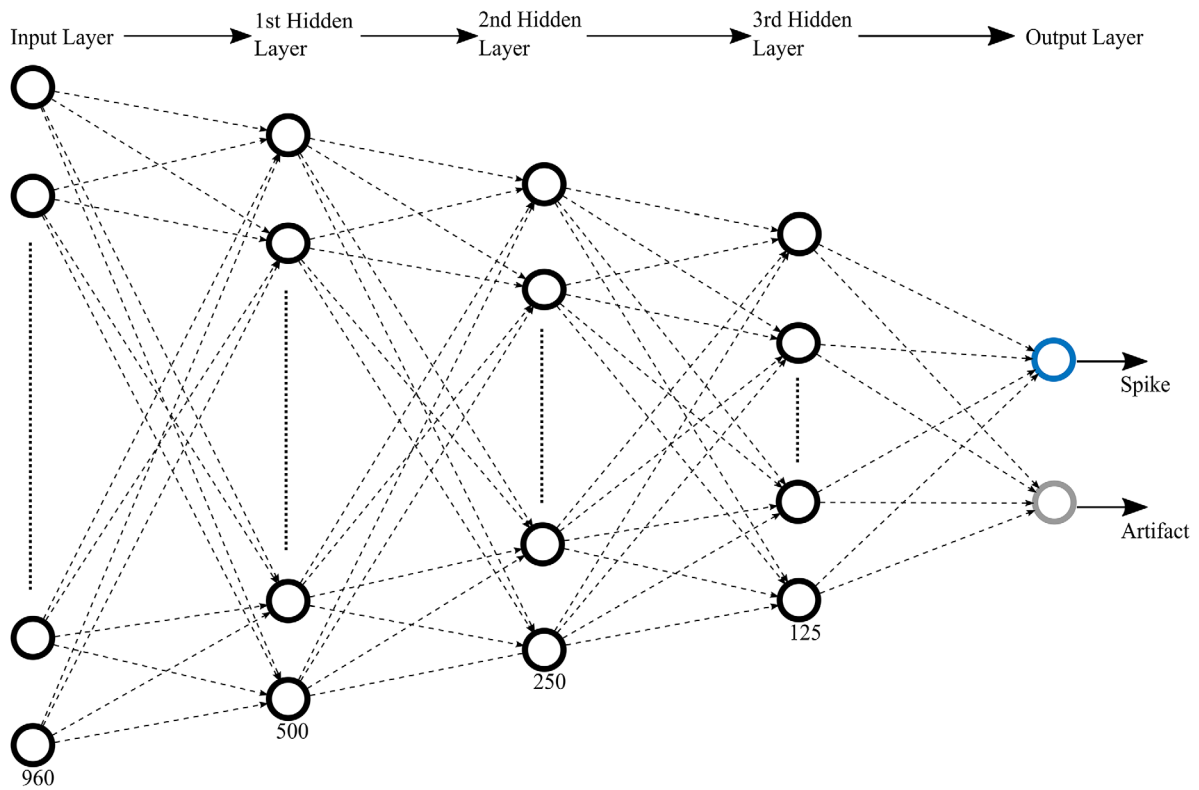 Input Layer
1st Hidden
Layer
2nd Hidden
Layer
3rd Hidden
Layer
Output Layer
Spike
Artifact
125
250
500
960